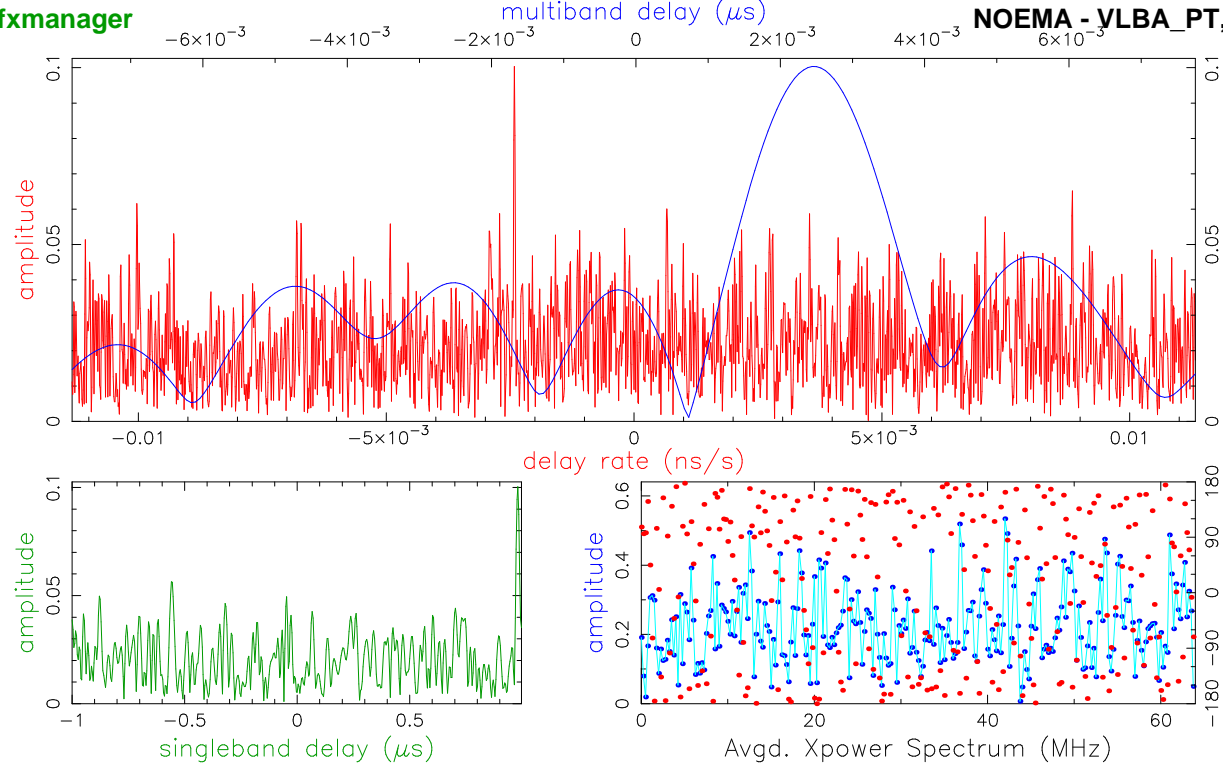 fxmanager
multiband delay (μs)
NOEMA - VLBA_PT,
−6×10⁻³ −4×10⁻³ −2×10⁻³ 0 2×10⁻³ 4×10⁻³ 6×10⁻³
amplitude
0.1
0.05
0
0.1
0.05
0
−0.01 −5×10⁻³ 0 5×10⁻³ 0.01
delay rate (ns/s)
amplitude
0.1
0.05
0
−1 −0.5 0 0.5
singleband delay (μs)
amplitude
0.6
0.4
0.2
0
180
90
0
−90
−180
0 20 40 60
Avgd. Xpower Spectrum (MHz)